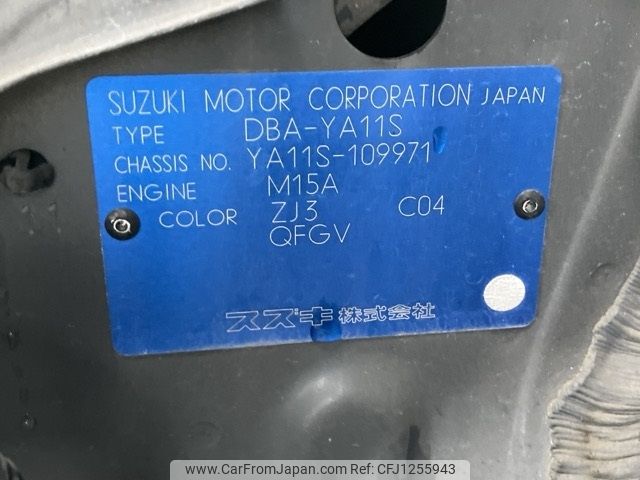 SUZUKI MOTOR CORPORATION JAPAN
TYPE DBA-YA11S
CHASSIS NO. YA11S-109971
ENGINE M15A
COLOR ZJ3 C04
QFGV
スズキ株式会社
www.CarFromJapan.com - CFJ1255943